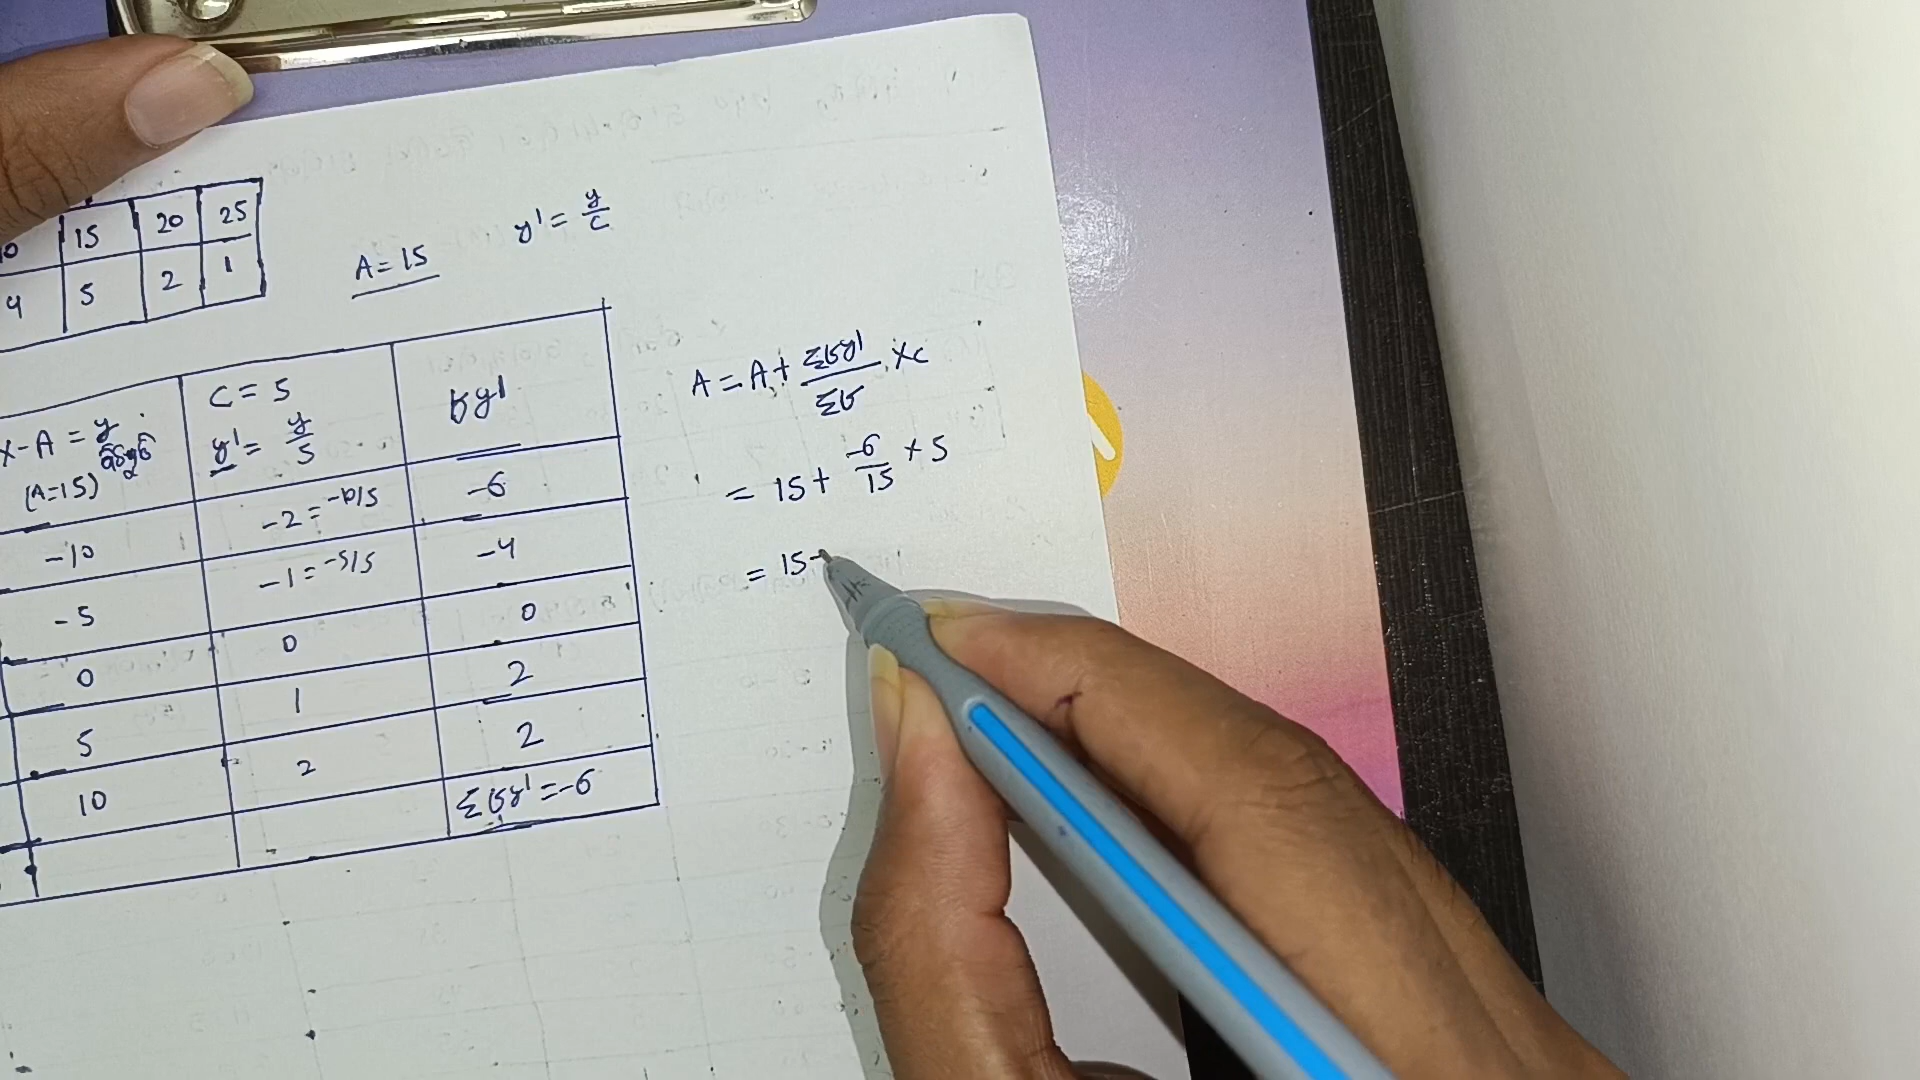 15 20 25
4 5 2 1
A = 15
y' = y/c
x-A = y
(A=15)
C = 5
y' = y/5
fy'
-10 -2 = -10/5 -6
-5 -1 = -5/5 -4
0 0 0
5 1 2
10 2 2
Σfy' = -6
A = A + Σfy'/Σf × c
= 15 + -6/15 × 5
= 15 -